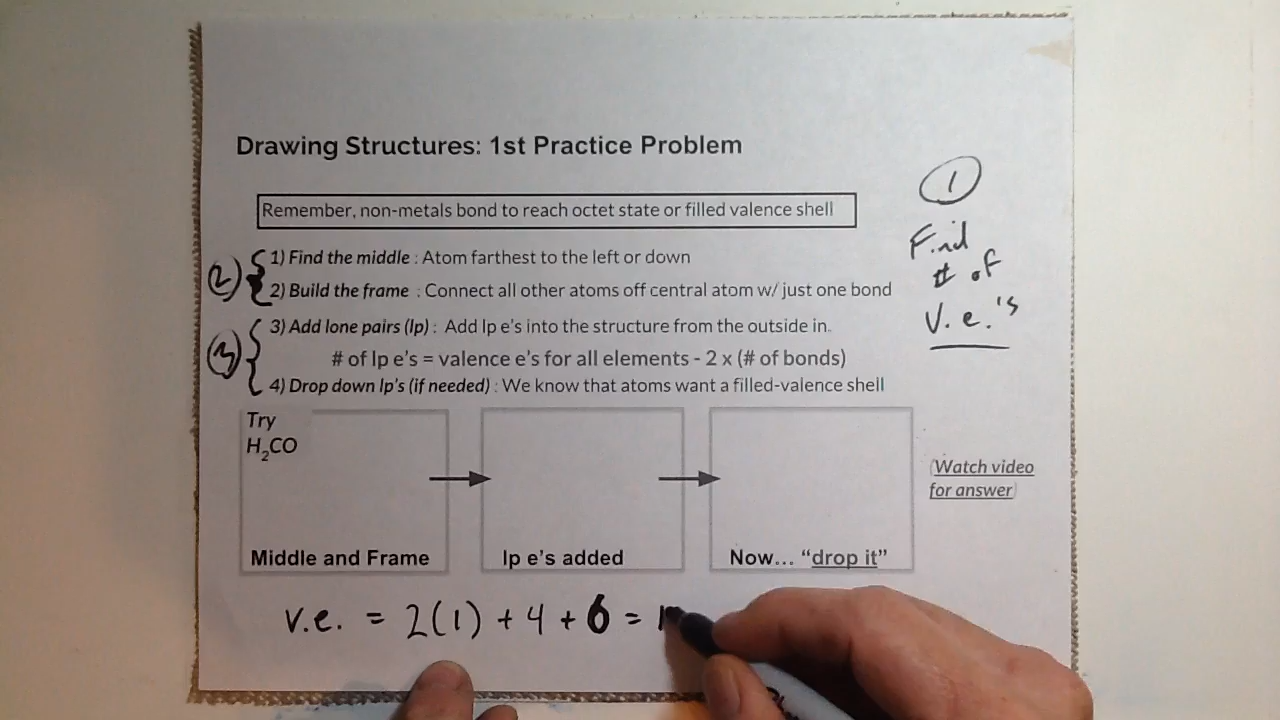 Drawing Structures: 1st Practice Problem
Remember, non-metals bond to reach octet state or filled valence shell
1
Find
# of
V.e.'s
2
1) Find the middle : Atom farthest to the left or down
2) Build the frame : Connect all other atoms off central atom w/ just one bond
3
3) Add lone pairs (lp) : Add lp e's into the structure from the outside in.
# of lp e's = valence e's for all elements - 2 x (# of bonds)
4) Drop down lp's (if needed) : We know that atoms want a filled-valence shell
Try
H₂CO
Middle and Frame
lp e's added
Now... “drop it”
(Watch video
for answer)
v.e. = 2(1) + 4 + 6 = 1